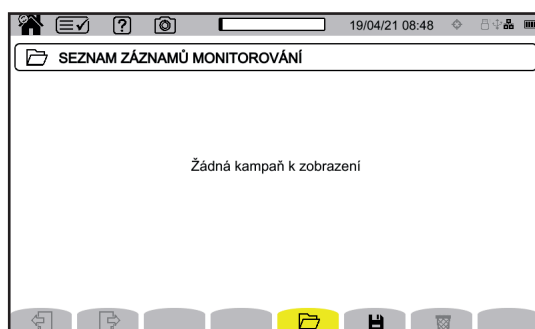 19/04/21 08:48
SEZNAM ZÁZNAMŮ MONITOROVÁNÍ
Žádná kampaň k zobrazení